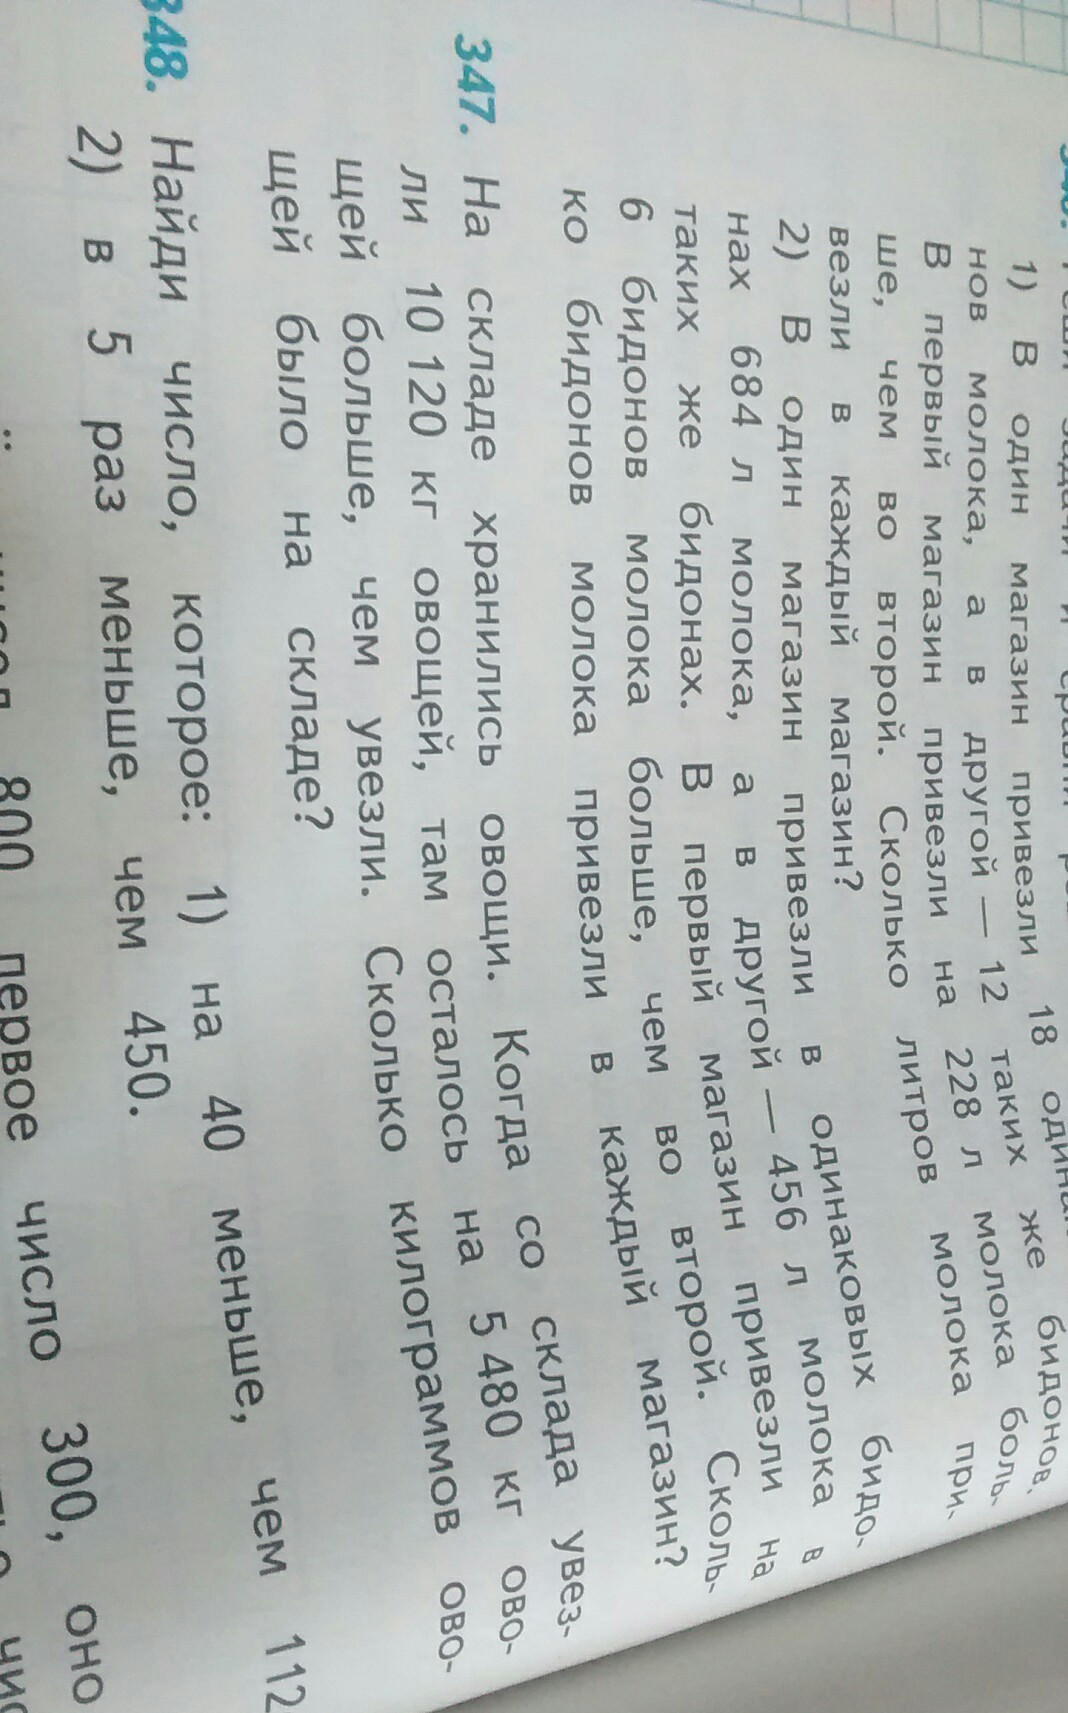 1) В один магазин привезли 18
нов молока, а в другой — 12 таких же бидонов.
В первый магазин привезли на 228 л молока боль-
ше, чем во второй. Сколько литров молока при-
везли в каждый магазин?
2) В один магазин привезли в одинаковых бидо-
нах 684 л молока, а в другой — 456 л молока в
таких же бидонах. В первый магазин привезли на
6 бидонов молока больше, чем во второй. Сколь-
ко бидонов молока привезли в каждый магазин?
347. На складе хранились овощи. Когда со склада увез-
ли 10 120 кг овощей, там осталось на 5 480 кг ово-
щей больше, чем увезли. Сколько килограммов ово-
щей было на складе?
348. Найди число, которое: 1) на 40 меньше, чем 112
2) в 5 раз меньше, чем 450.
800 первое число 300, оно